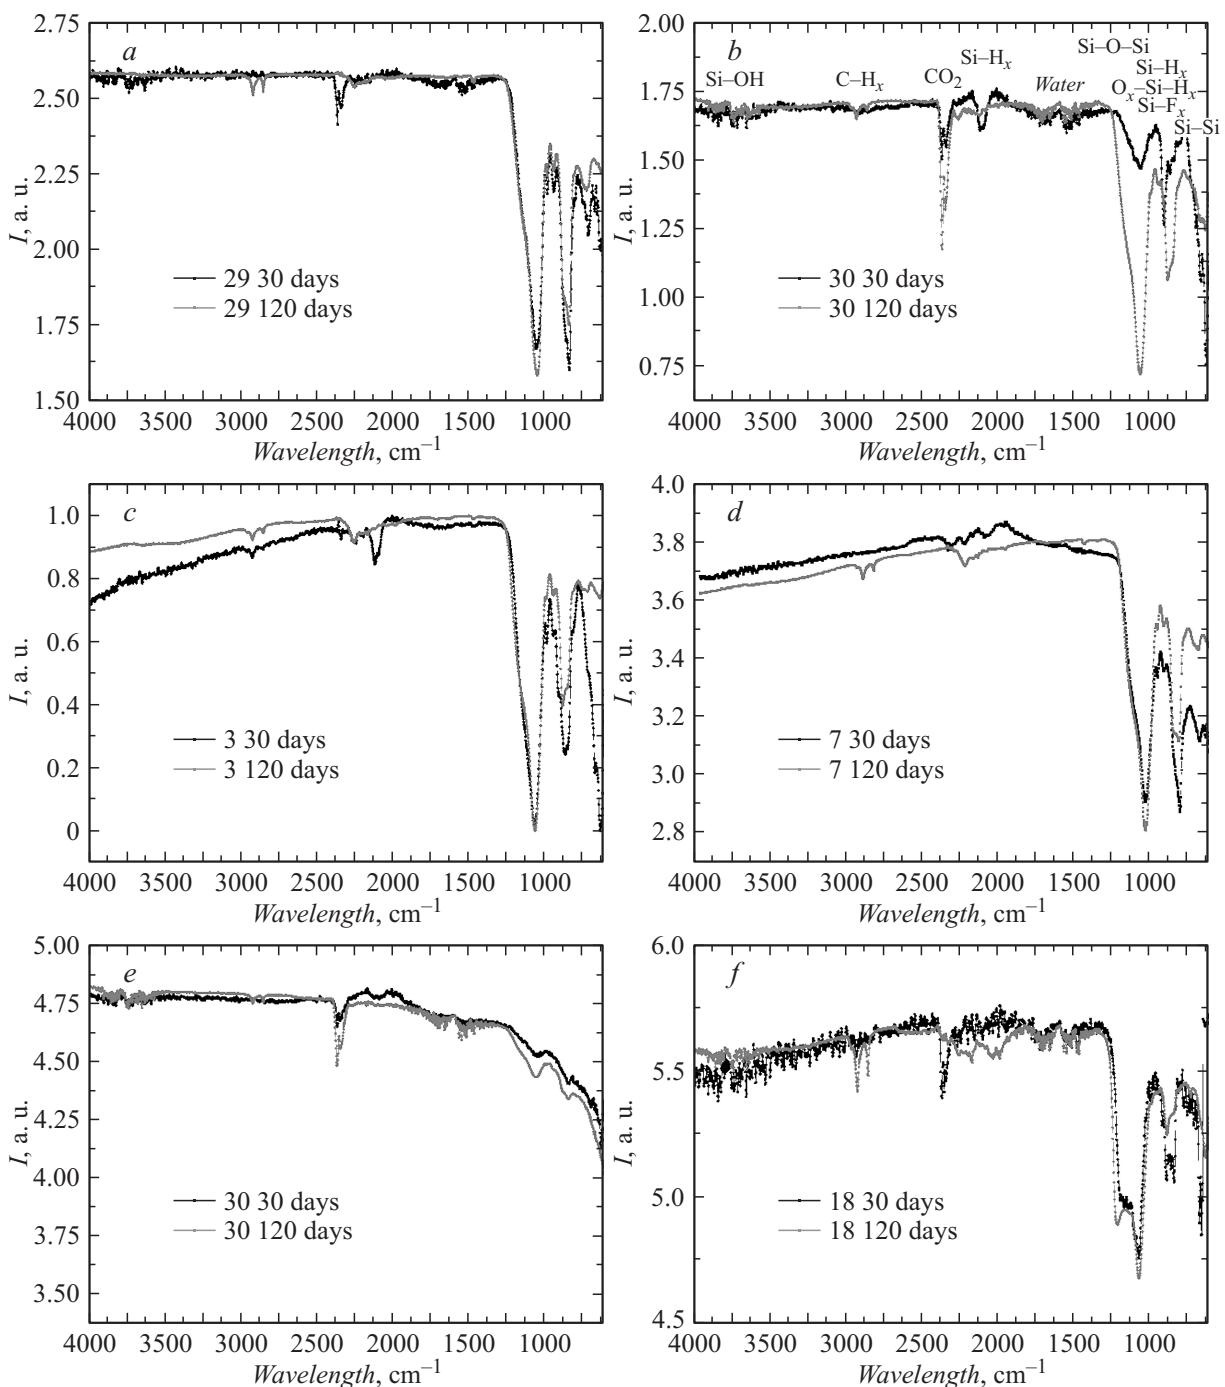 a
2.75
2.50
2.25
2.00
1.75
1.50
I, a. u.
29 30 days
29 120 days
4000 3500 3000 2500 2000 1500 1000
Wavelength, cm⁻¹
b
2.00
1.75
1.50
1.25
1.00
0.75
I, a. u.
Si–O–Si
Si–Hx
Si–Hx
Si–OH
C–Hx
CO2
Water
Ox–Si–Hx
Si–Fx
Si–Si
30 30 days
30 120 days
4000 3500 3000 2500 2000 1500 1000
Wavelength, cm⁻¹
c
1.0
0.8
0.6
0.4
0.2
0
I, a. u.
3 30 days
3 120 days
4000 3500 3000 2500 2000 1500 1000
Wavelength, cm⁻¹
d
4.0
3.8
3.6
3.4
3.2
3.0
2.8
I, a. u.
7 30 days
7 120 days
4000 3500 3000 2500 2000 1500 1000
Wavelength, cm⁻¹
e
5.00
4.75
4.50
4.25
4.00
3.75
3.50
I, a. u.
30 30 days
30 120 days
4000 3500 3000 2500 2000 1500 1000
Wavelength, cm⁻¹
f
6.0
5.5
5.0
4.5
I, a. u.
18 30 days
18 120 days
4000 3500 3000 2500 2000 1500 1000
Wavelength, cm⁻¹